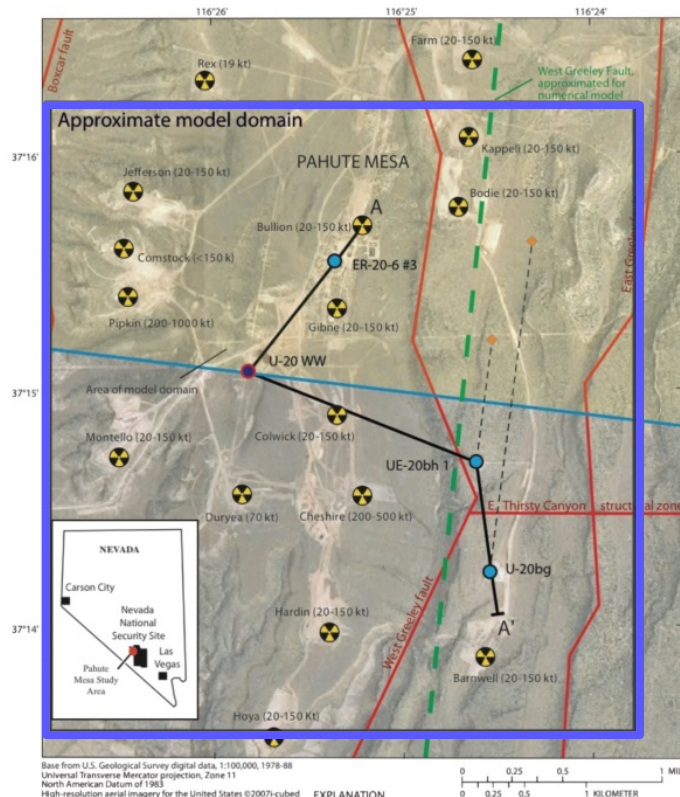 116°26 116°25 116°24
Boxcar fault
Rex (19 kt)
Farm (20-150 kt)
West Greeley Fault,
approximated for
numerical model
Approximate model domain
37°16'
PAHUTE MESA
Kappeli (20-150 kt)
Jefferson (20-150 kt)
Bodie (20-150 kt)
A
Bullion (20-150 kt)
ER-20-6 #3
Comstock (<150 k)
East Greeley
Pipkin (200-1000 kt)
Gibne (20-150 kt)
U-20 WW
37°15'
Area of model domain
Colwick (20-150 kt)
Montello (20-150 kt)
UE-20bh 1
Duryea (70 kt)
Cheshire (200-500 kt)
E. Thirsty Canyon structural zone
NEVADA
Carson City
U-20bg
Nevada
National
Security Site
Las
Vegas
Pahute
Mesa Study
Area
37°14'
Hardin (20-150 kt)
West Greeley fault
A'
Barnwell (20-150 kt)
Hoya (20-150 Kt)
Base from U.S. Geological Survey digital data, 1:100,000, 1978-88
Universal Transverse Mercator projection, Zone 11
North American Datum of 1983
High-resolution aerial imagery for the United States ©2007i-cubed
EXPLANATION
0 0.25 0.5 1 MI
0 0.25 0.5 1 KILOMETER